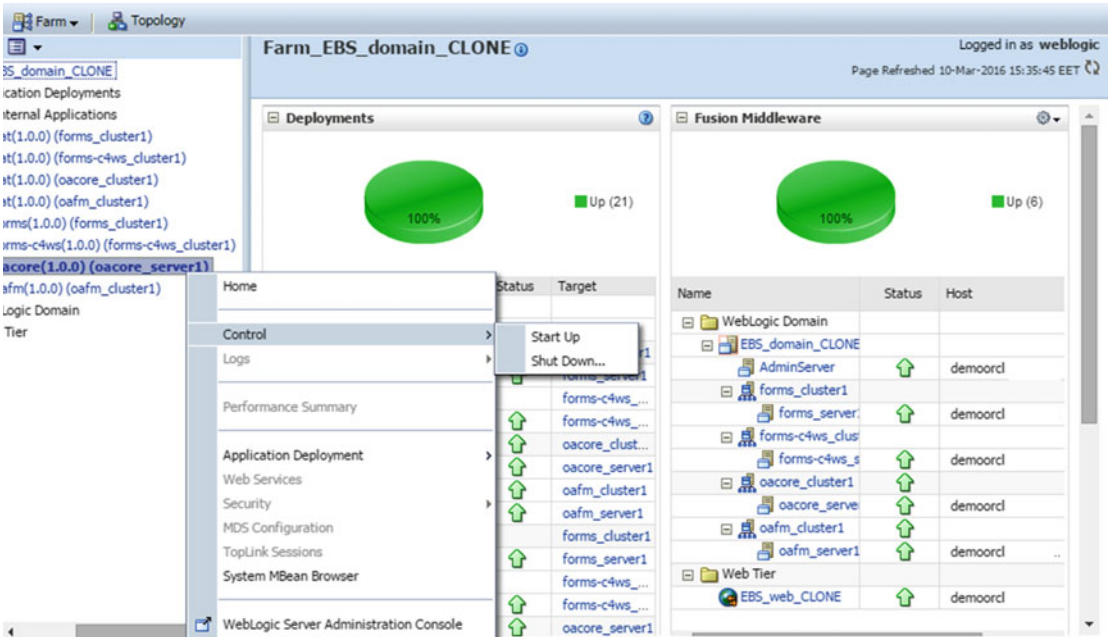 Farm
Topology
Farm_EBS_domain_CLONE
Logged in as weblogic
Page Refreshed 10-Mar-2016 15:35:45 EET
BS_domain_CLONE
ication Deployments
nternal Applications
at(1.0.0) (forms_cluster1)
at(1.0.0) (forms-c4ws_cluster1)
at(1.0.0) (oacore_cluster1)
at(1.0.0) (oafm_cluster1)
orms(1.0.0) (forms_cluster1)
orms-c4ws(1.0.0) (forms-c4ws_cluster1)
acore(1.0.0) (oacore_server1)
afm(1.0.0) (oafm_cluster1)
Logic Domain
Tier
Home
Control
Logs
Performance Summary
Application Deployment
Web Services
Security
MDS Configuration
TopLink Sessions
System MBean Browser
WebLogic Server Administration Console
Start Up
Shut Down...
Deployments
100%
Up (21)
Status Target
r1
forms_server1
forms-c4ws_...
forms-c4ws_...
oacore_clust...
oacore_server1
oafm_cluster1
oafm_server1
forms_cluster1
forms_server1
forms-c4ws_...
forms-c4ws_...
oacore_server1
Fusion Middleware
100%
Up (6)
Name Status Host
WebLogic Domain
EBS_domain_CLONE
AdminServer demoorcl
forms_cluster1
forms_server demoorcl
forms-c4ws_clus
forms-c4ws_s demoorcl
oacore_cluster1
oacore_serve demoorcl
oafm_cluster1
oafm_server1 demoorcl
Web Tier
EBS_web_CLONE demoorcl